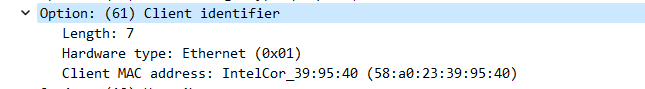 Option: (61) Client identifier
Length: 7
Hardware type: Ethernet (0x01)
Client MAC address: IntelCor_39:95:40 (58:a0:23:39:95:40)